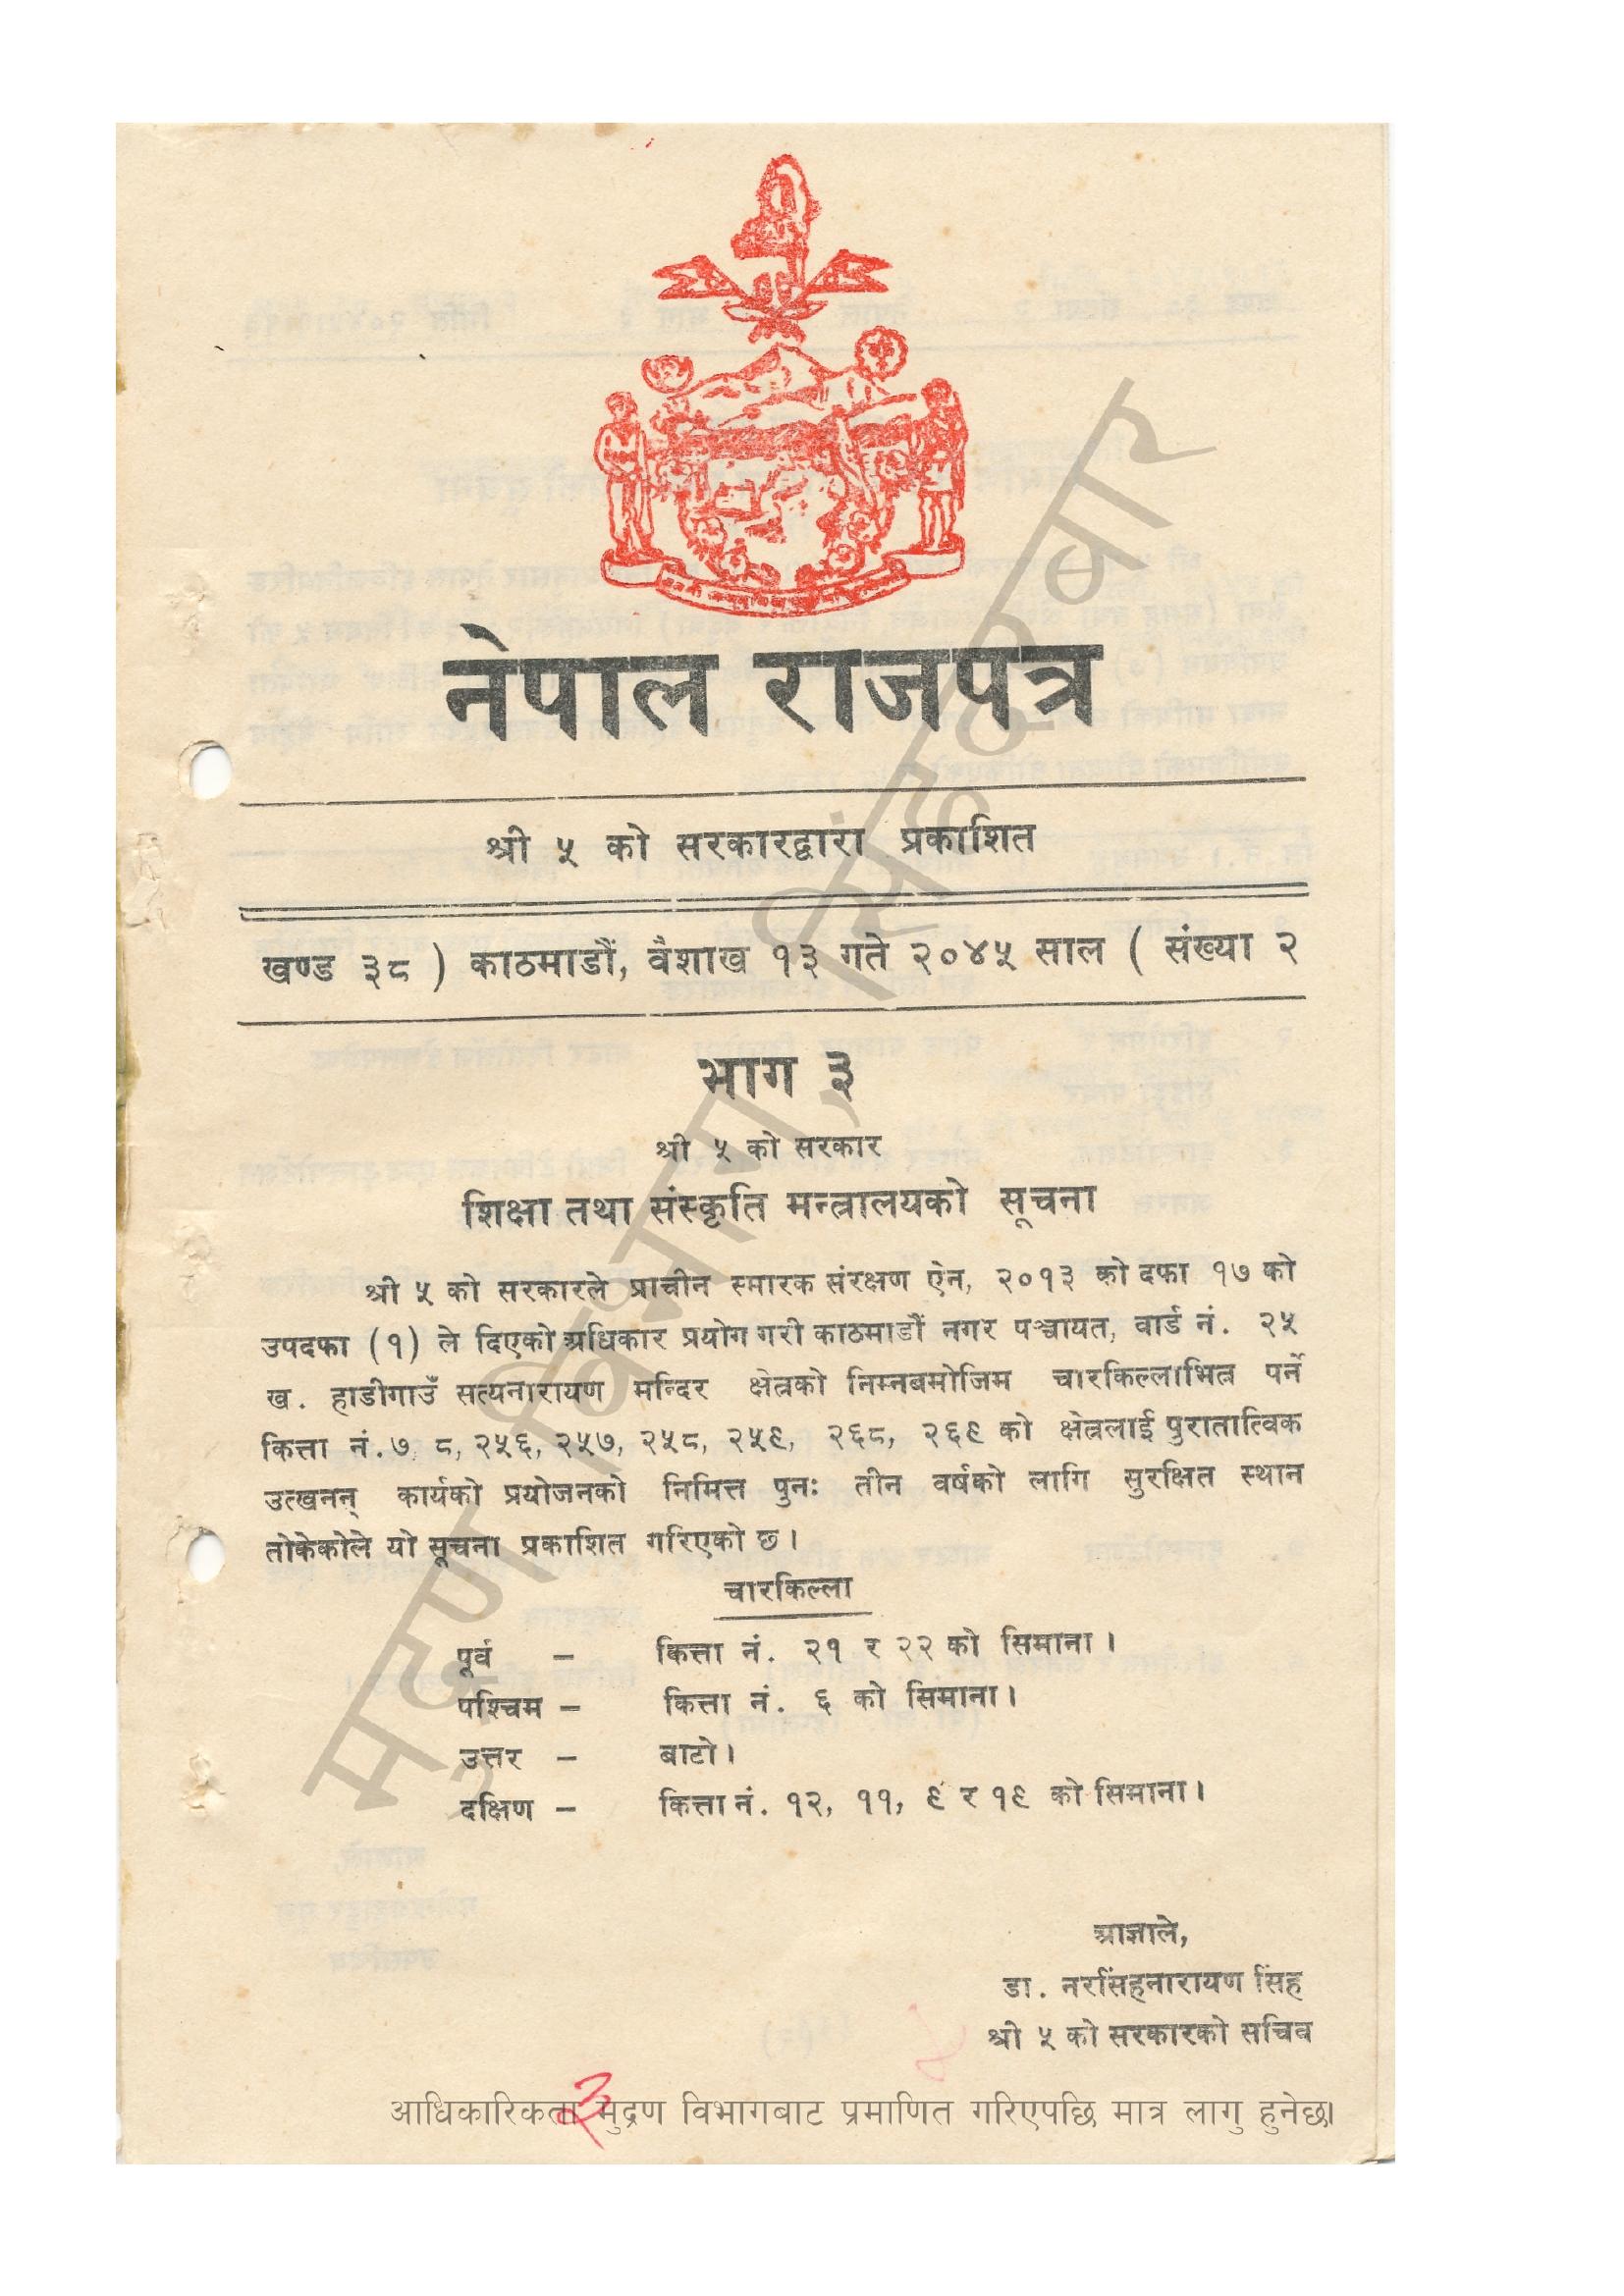 नेपाल राजपत्र
श्री ५ को सरकारद्वारा प्रकाशित
खण्ड ३८ ) काठमाडौं, वैशाख १३ गते २०४५ साल ( संख्या २
भाग ३
श्री ५ को सरकार
शिक्षा तथा संस्कृति मन्त्रालयको सूचना
श्री ५ को सरकारले प्राचीन स्मारक संरक्षण ऐन, २०१३ को दफा १७ को
उपदफा (१) ले दिएको अधिकार प्रयोग गरी काठमाडौं नगर पञ्चायत, वार्ड नं. २५
ख. हाडीगाउँ सत्यनारायण मन्दिर क्षेत्रको निम्नबमोजिम चारकिल्लाभित्र पर्ने
कित्ता नं. ७, ८, २५६, २५७, २५८, २५९, २६८, २६९ को क्षेत्रलाई पुरातात्विक
उत्खनन् कार्यको प्रयोजनको निमित्त पुनः तीन वर्षको लागि सुरक्षित स्थान
तोकेकोले यो सूचना प्रकाशित गरिएको छ।
चारकिल्ला
पूर्व – कित्ता नं. २१ र २२ को सिमाना।
पश्चिम – कित्ता नं. ६ को सिमाना।
उत्तर – बाटो।
दक्षिण – कित्ता नं. १२, ११, ९ र १९ को सिमाना।
आज्ञाले,
डा. नरसिंहनारायण सिंह
श्री ५ को सरकारको सचिव
३
आधिकारिकता मुद्रण विभागबाट प्रमाणित गरिएपछि मात्र लागु हुनेछ।
मुद्रण विभाग, सिंहदरवार